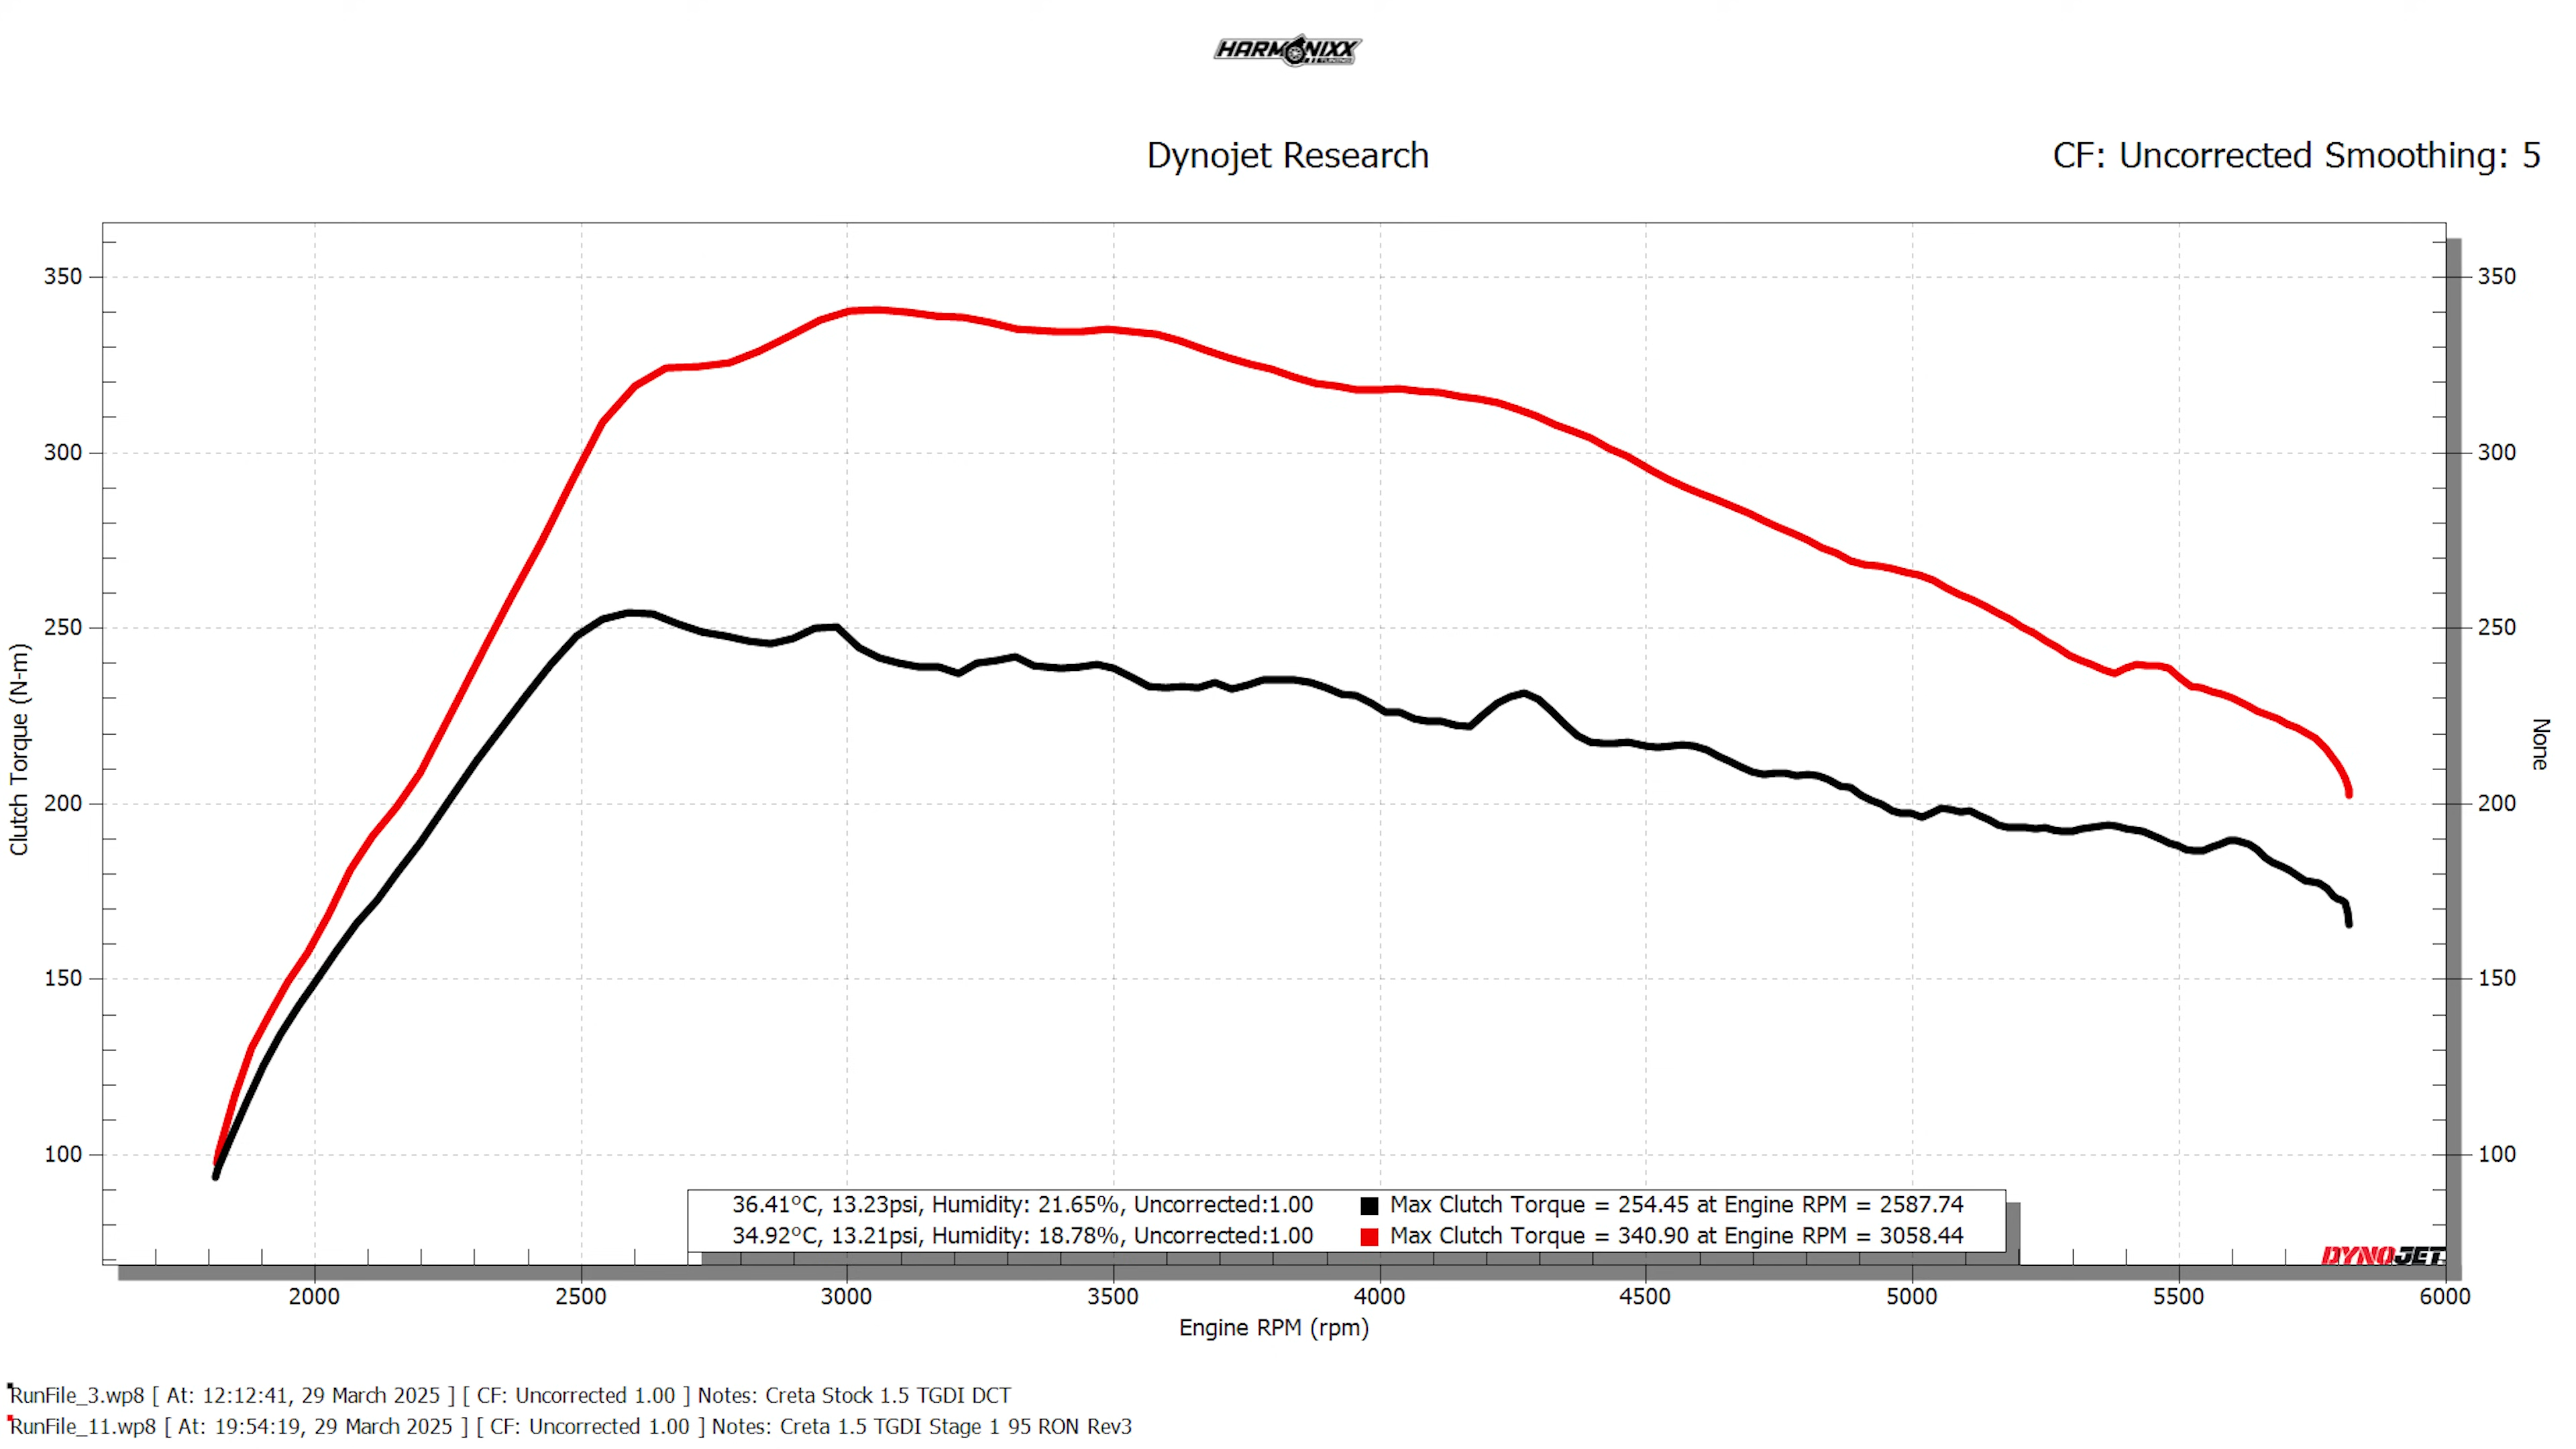 HARMONIXX
TUNING
Dynojet Research
CF: Uncorrected Smoothing: 5
350
300
250
200
150
100
Clutch Torque (N-m)
350
300
250
200
150
100
None
36.41°C, 13.23psi, Humidity: 21.65%, Uncorrected:1.00 Max Clutch Torque = 254.45 at Engine RPM = 2587.74
34.92°C, 13.21psi, Humidity: 18.78%, Uncorrected:1.00 Max Clutch Torque = 340.90 at Engine RPM = 3058.44
DYNOJET
2000 2500 3000 3500 4000 4500 5000 5500 6000
Engine RPM (rpm)
RunFile_3.wp8 [ At: 12:12:41, 29 March 2025 ] [ CF: Uncorrected 1.00 ] Notes: Creta Stock 1.5 TGDI DCT
RunFile_11.wp8 [ At: 19:54:19, 29 March 2025 ] [ CF: Uncorrected 1.00 ] Notes: Creta 1.5 TGDI Stage 1 95 RON Rev3